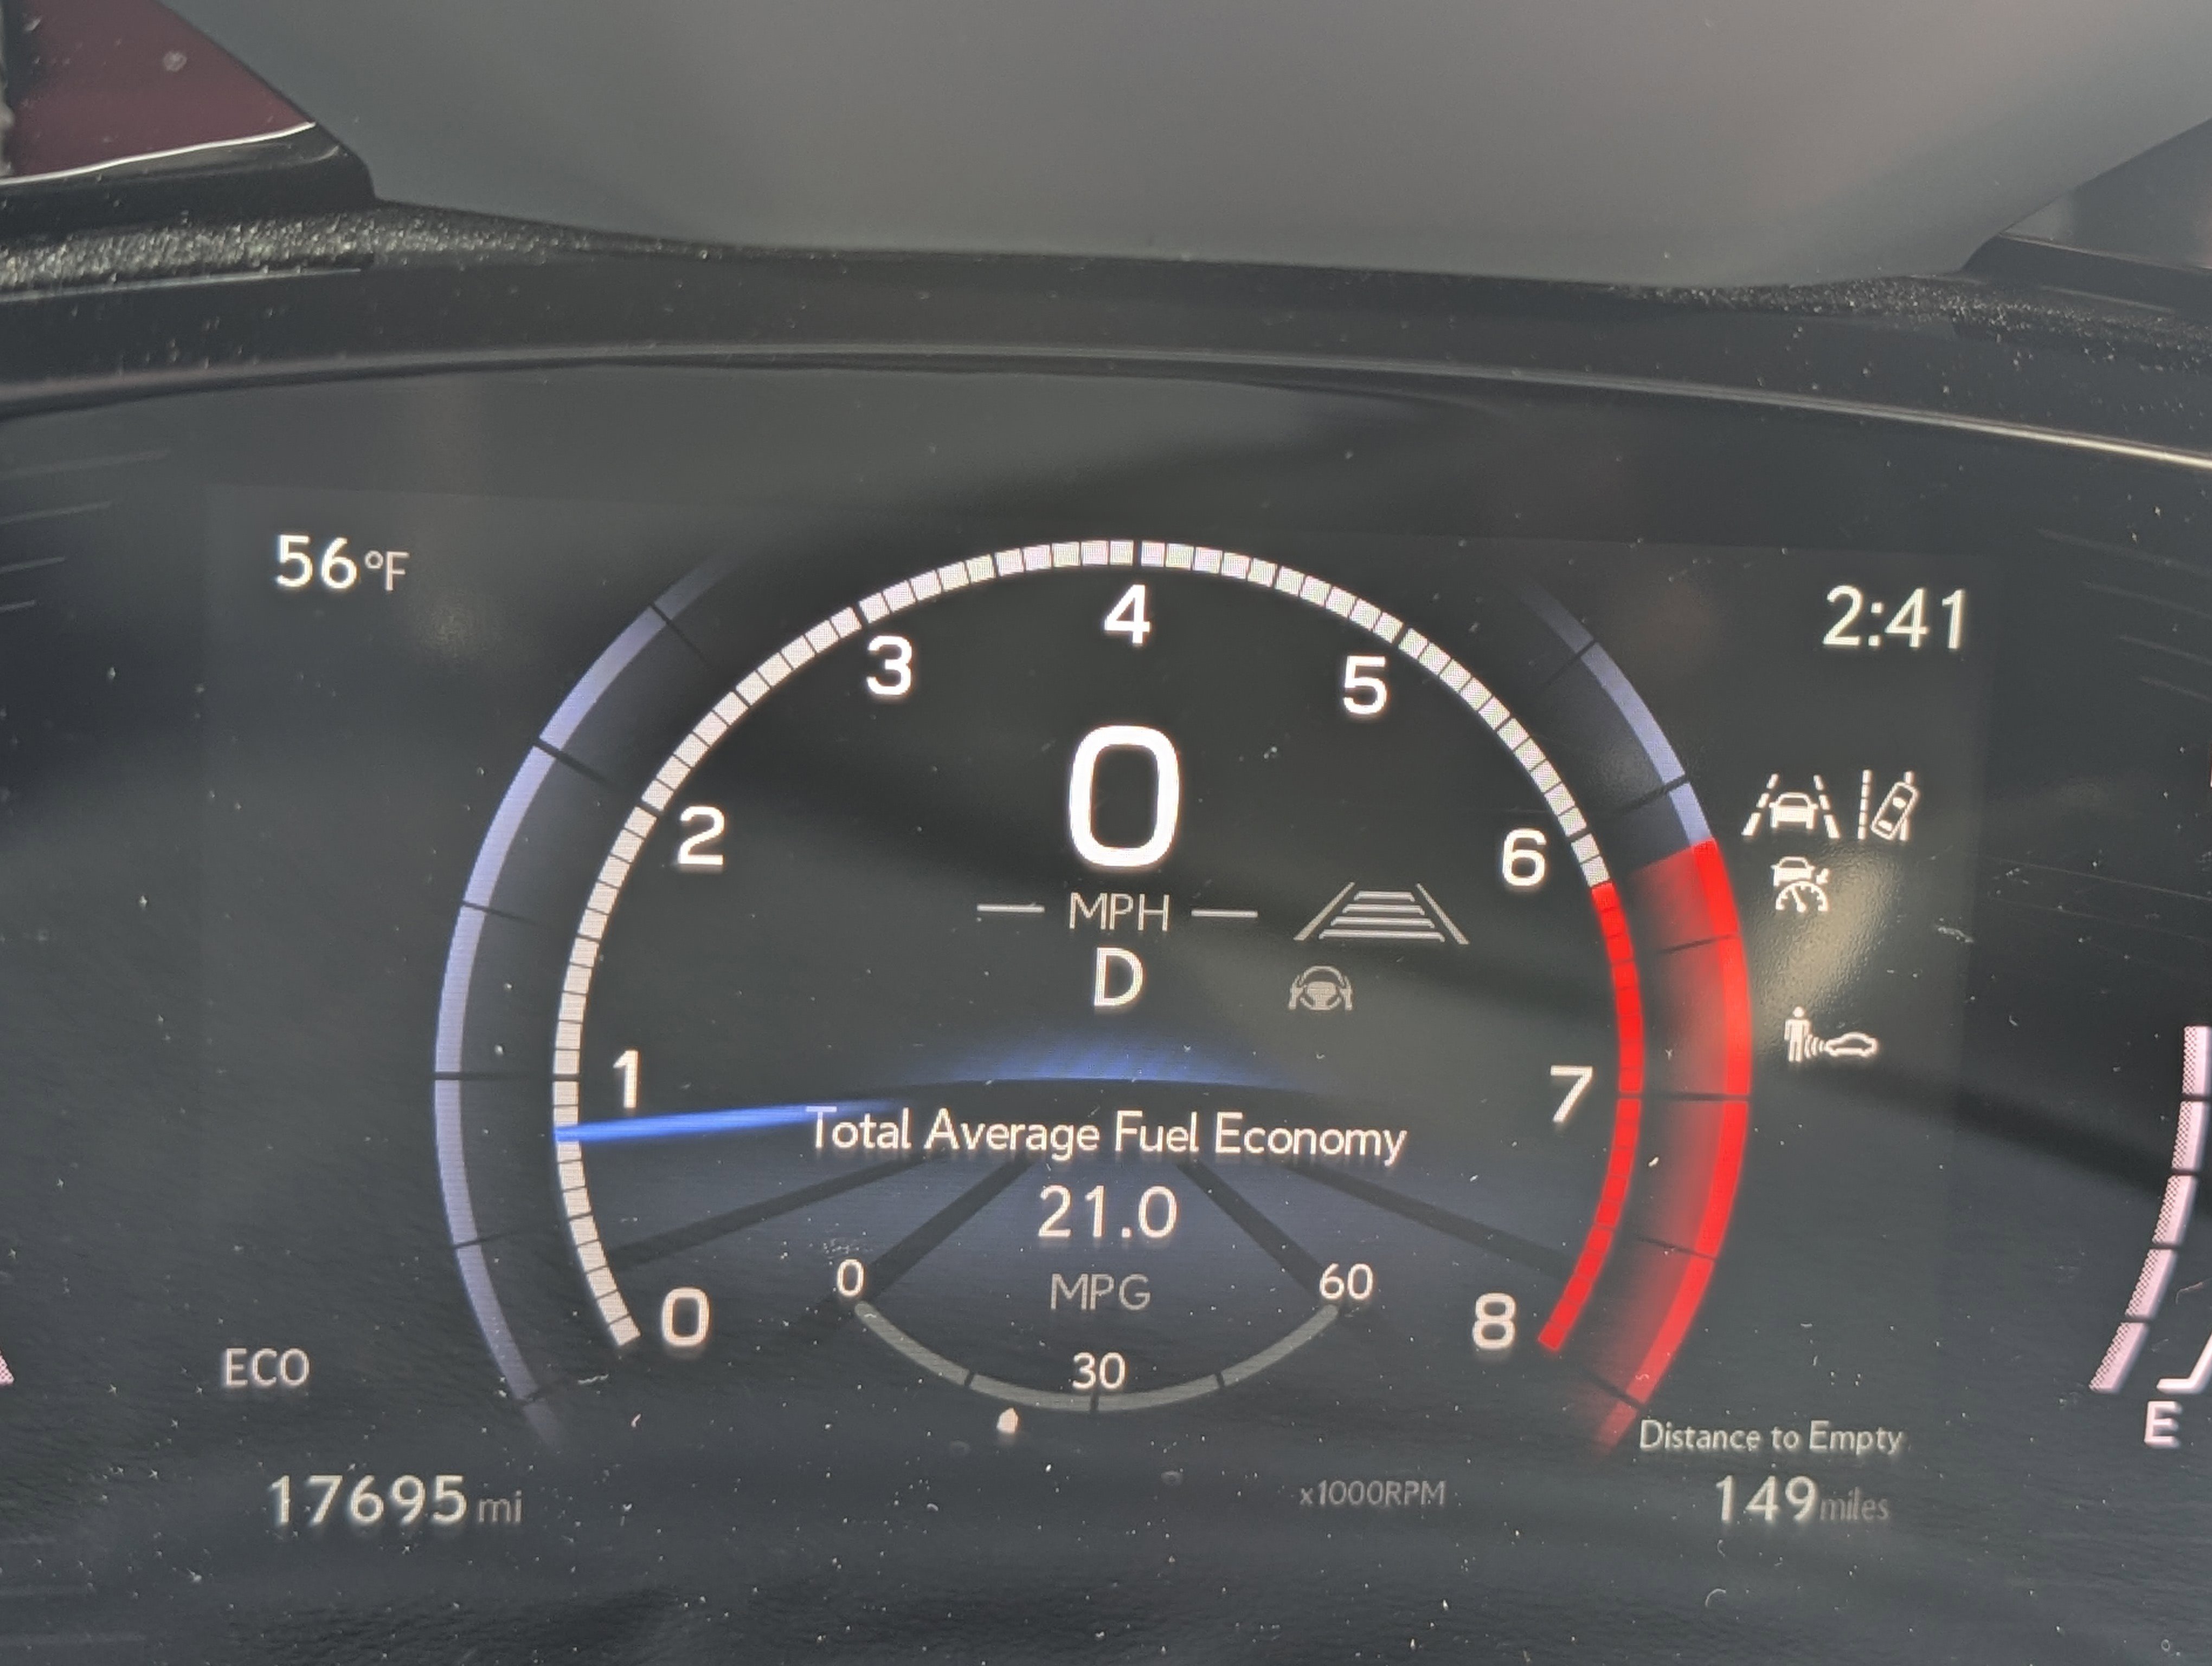 56°F
2:41
4
3
5
0
2
6
MPH
D
1
7
Total Average Fuel Economy
21.0
MPG
0
60
0
8
30
ECO
Distance to Empty
E
17695 mi
x1000RPM
149 miles